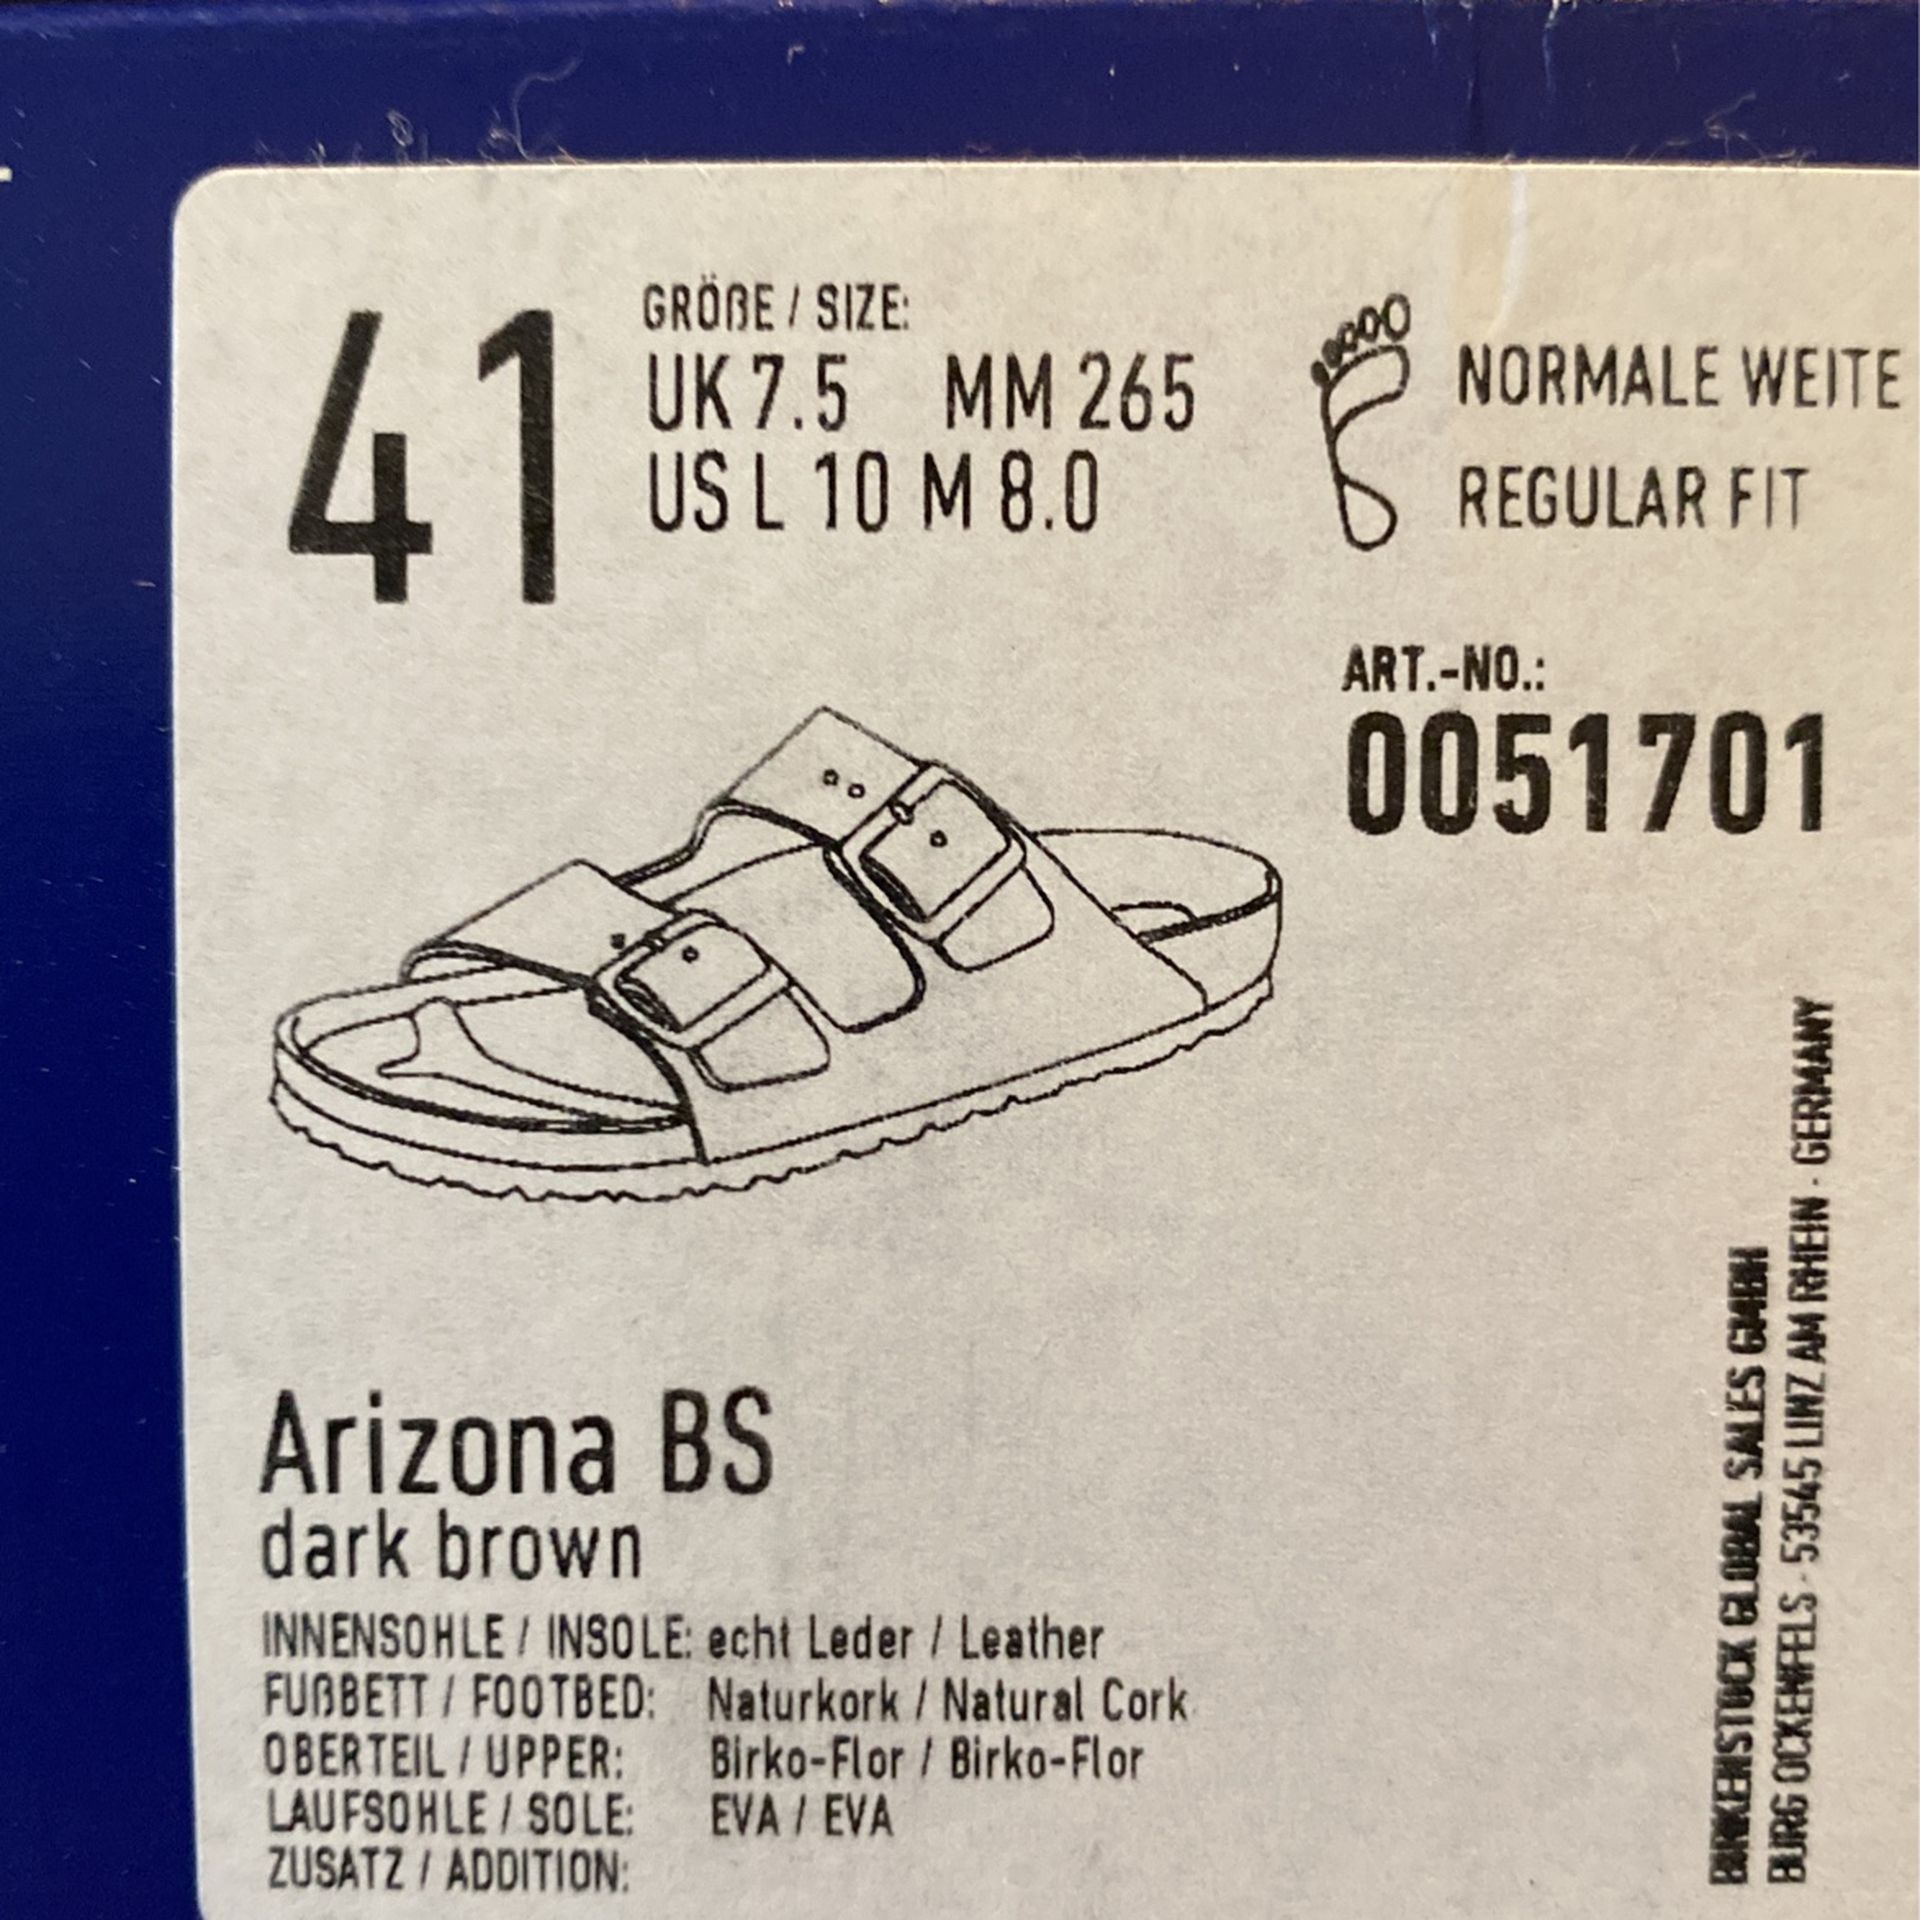 41
GRÖßE / SIZE:
UK 7.5 MM 265
US L 10 M 8.0
NORMALE WEITE
REGULAR FIT
ART.-NO.:
0051701
Arizona BS
dark brown
INNENSOHLE / INSOLE: echt Leder / Leather
FUßBETT / FOOTBED: Naturkork / Natural Cork
OBERTEIL / UPPER: Birko-Flor / Birko-Flor
LAUFSOHLE / SOLE: EVA / EVA
ZUSATZ / ADDITION:
BIRKENSTOCK GLOBAL SALES GMBH
BURG OCKENFELS · 53545 LINZ AM RHEIN · GERMANY